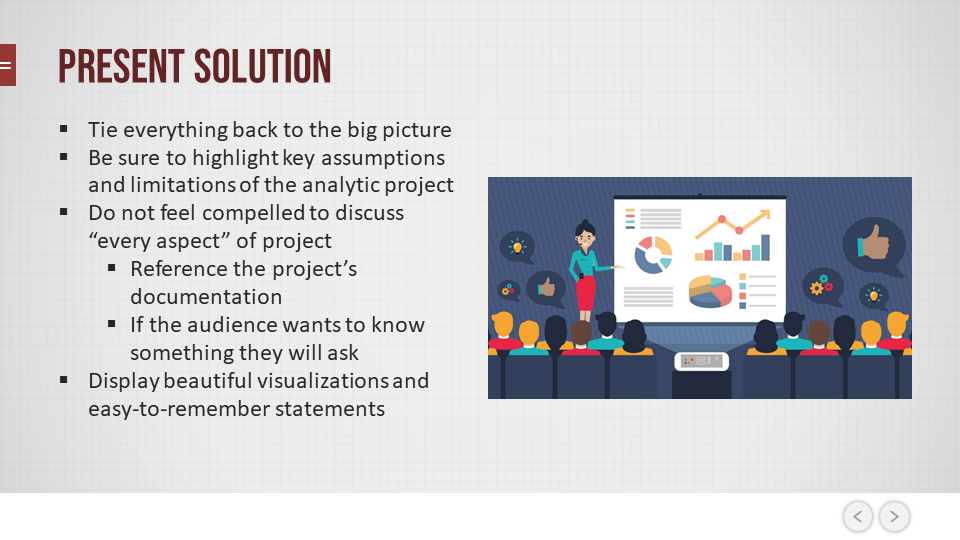 PRESENT SOLUTION
▪ Tie everything back to the big picture
▪ Be sure to highlight key assumptions
and limitations of the analytic project
▪ Do not feel compelled to discuss
“every aspect” of project
▪ Reference the project’s
documentation
▪ If the audience wants to know
something they will ask
▪ Display beautiful visualizations and
easy-to-remember statements